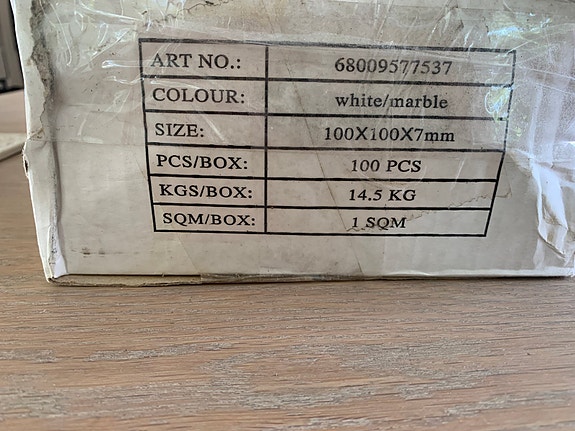 ART NO.: 68009577537
COLOUR: white/marble
SIZE: 100X100X7mm
PCS/BOX: 100 PCS
KGS/BOX: 14.5 KG
SQM/BOX: 1 SQM